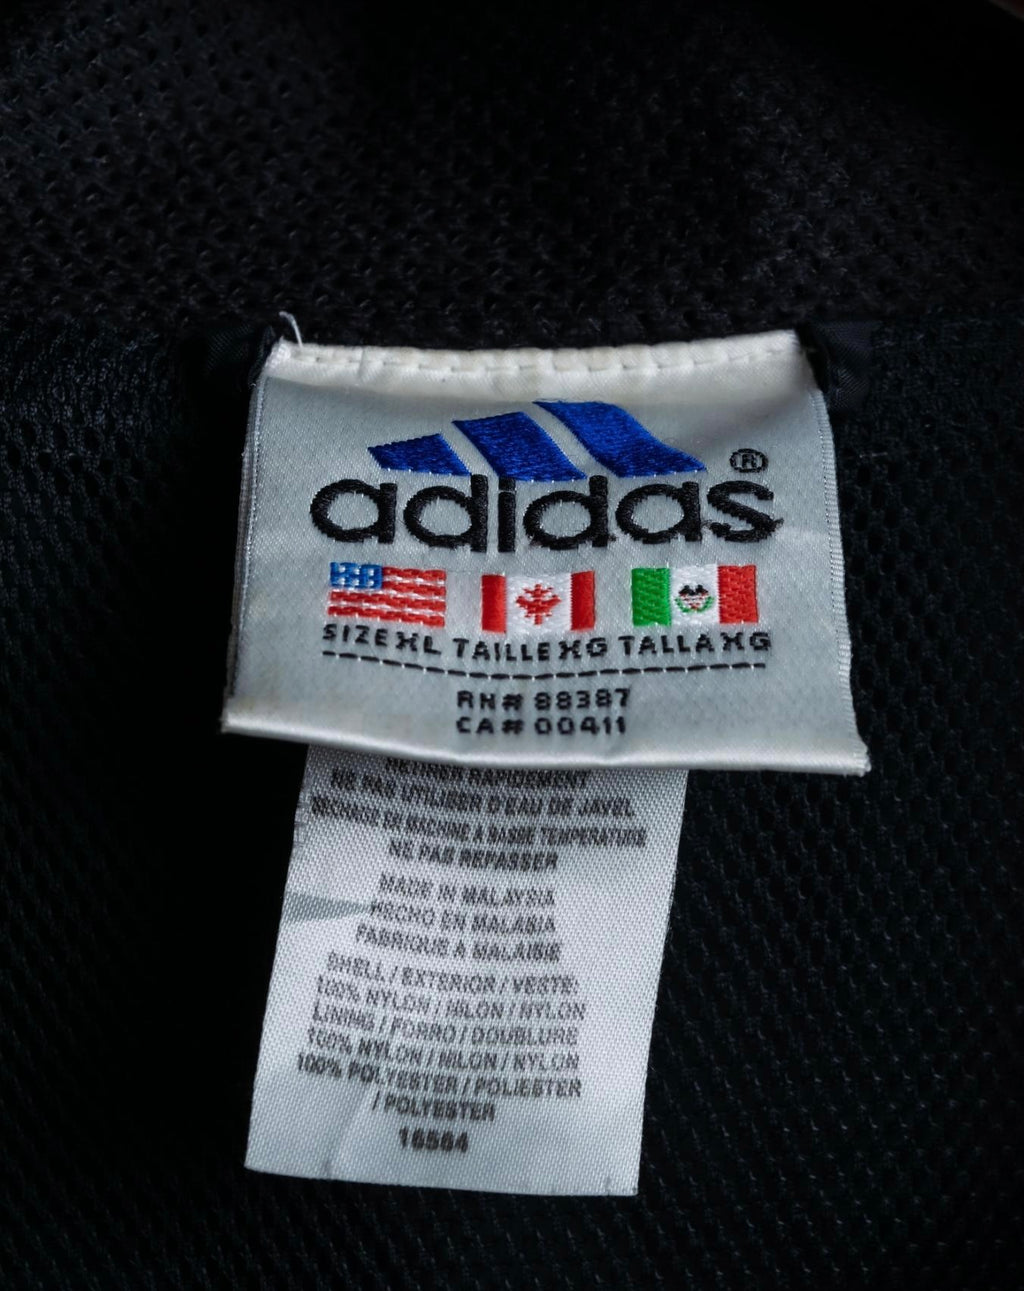 adidas®
SIZE XL TAILLE XG TALLA XG
RN# 88387
CA# 00411
RAPIDEMENT
NE PAS UTILISER D'EAU DE JAVEL
SECHAGE EN MACHINE A BASSE TEMPERATURE
NE PAS REPASSER
MADE IN MALAYSIA
HECHO EN MALASIA
FABRIQUE A MALAISIE
SHELL / EXTERIOR / VESTE:
100% NYLON / NILON / NYLON
LINING / FORRO / DOUBLURE
100% NYLON / NILON / NYLON
100% POLYESTER / POLIESTER
/ POLYESTER
16564